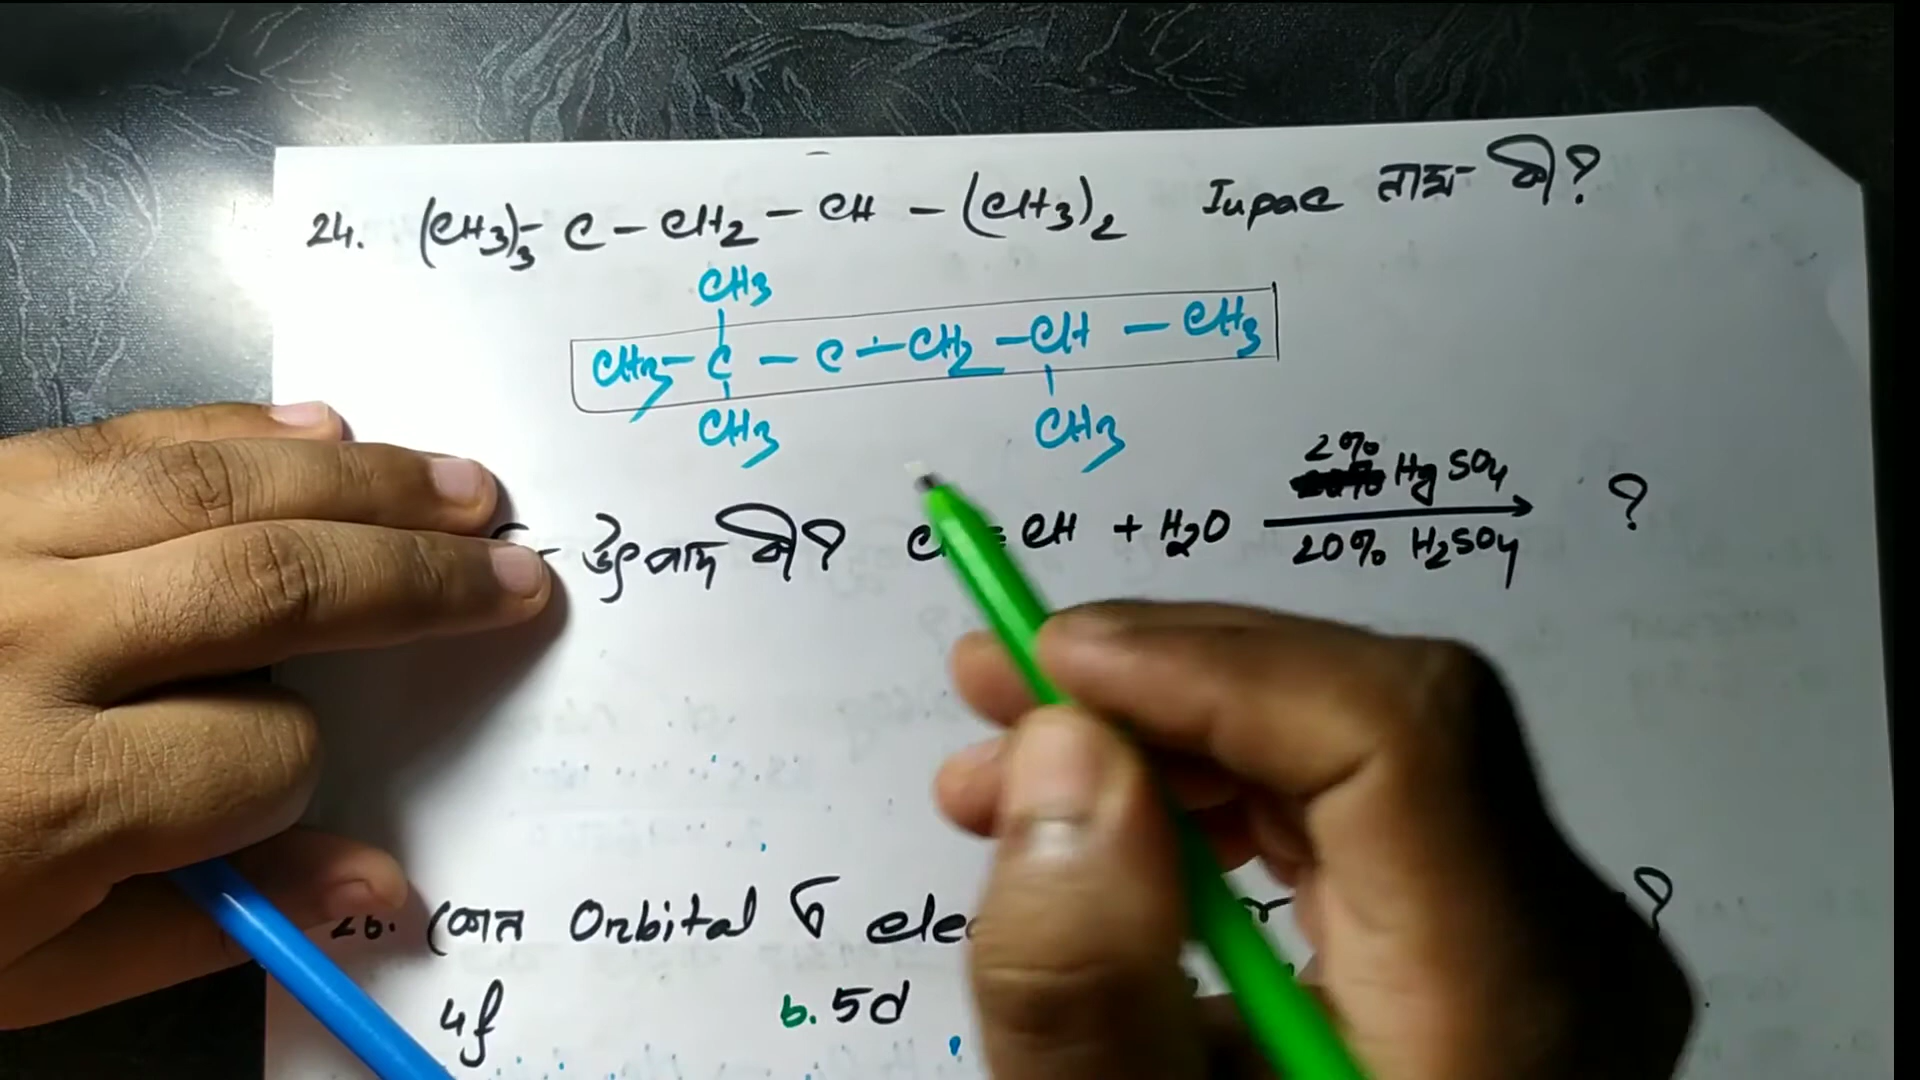 24. (CH3)3 - C - CH2 - CH - (CH3)2 Iupac নাম কী?
CH3
CH3 - C - C - CH2 - CH - CH3
CH3 CH3
উৎপাদ কী? CH + H2O 2% HgSO4 20% H2SO4 ?
26. কোন Orbital ?
4f b. 5d